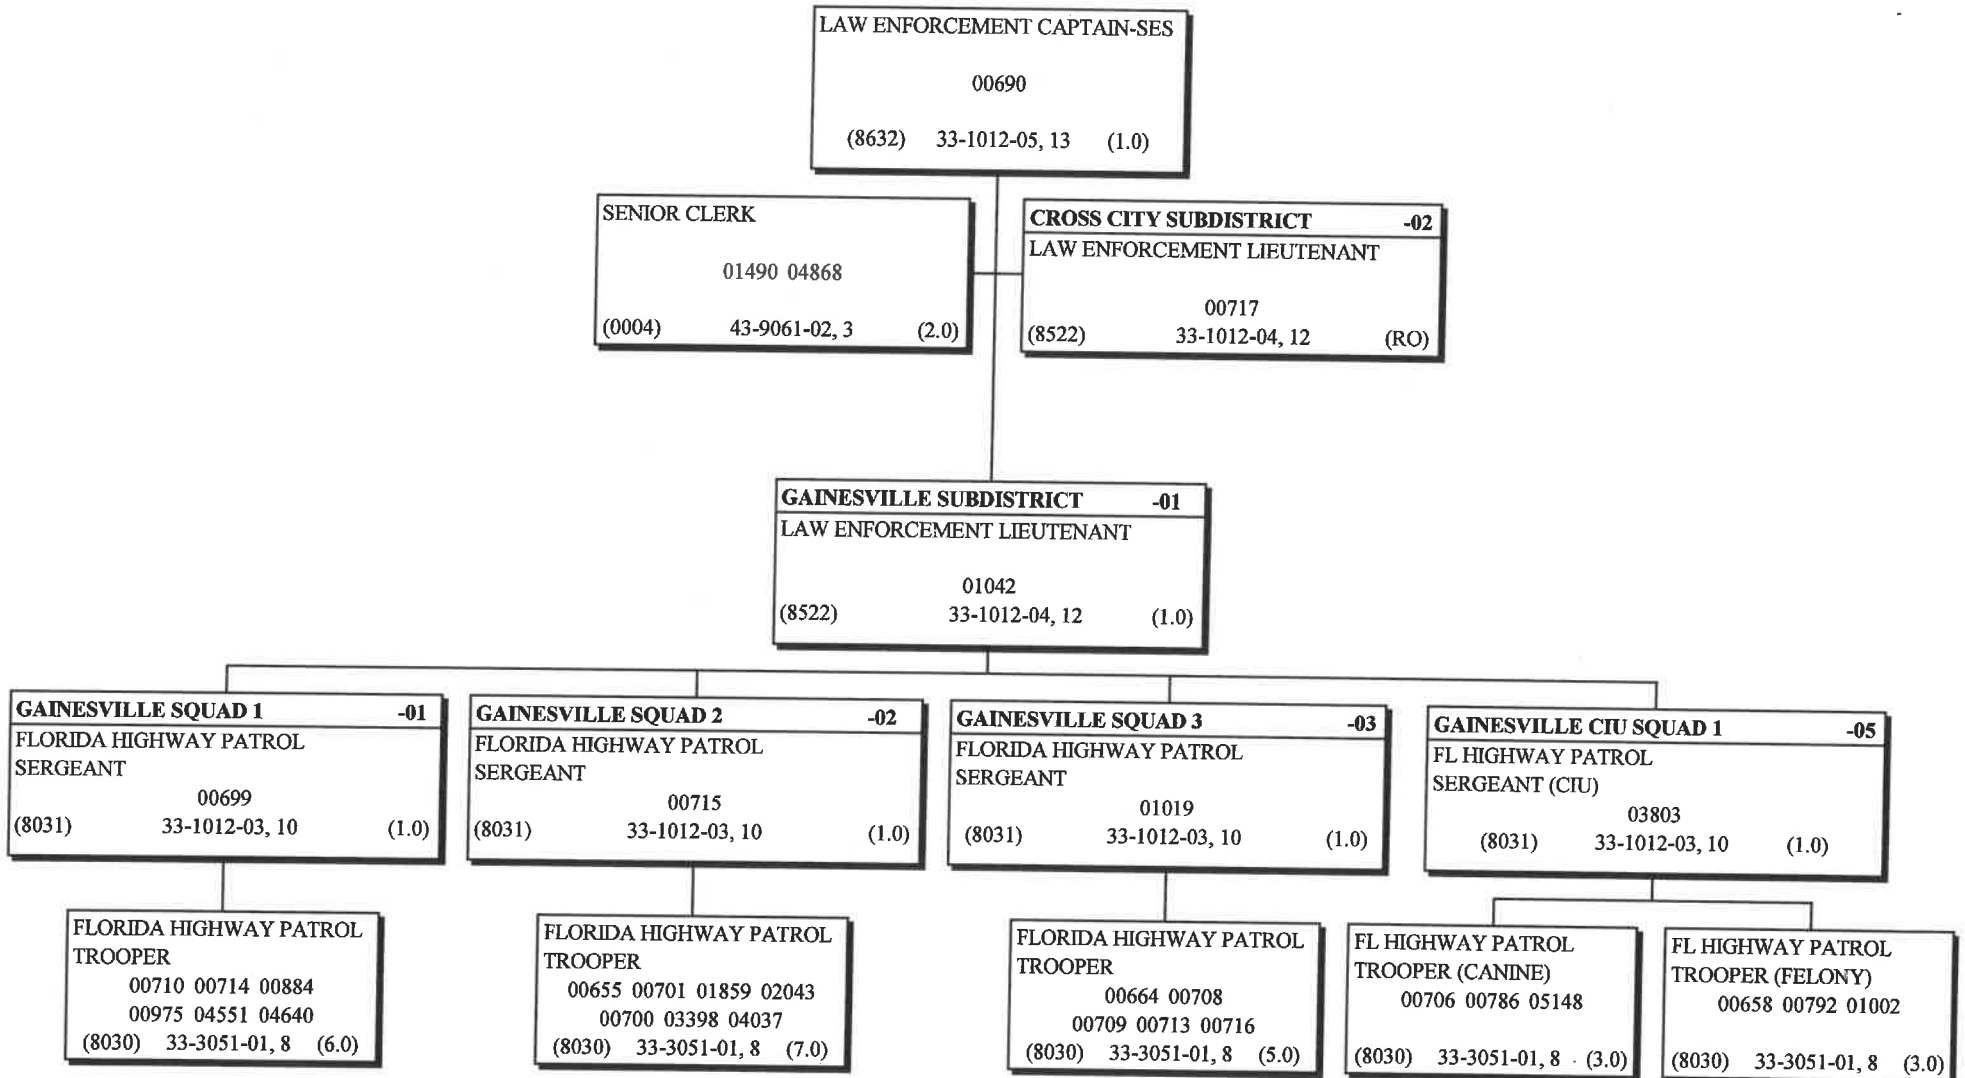 LAW ENFORCEMENT CAPTAIN-SES
00690
(8632) 33-1012-05, 13 (1.0)
SENIOR CLERK
01490 04868
(0004) 43-9061-02, 3 (2.0)
CROSS CITY SUBDISTRICT -02
LAW ENFORCEMENT LIEUTENANT
00717
(8522) 33-1012-04, 12 (RO)
GAINESVILLE SUBDISTRICT -01
LAW ENFORCEMENT LIEUTENANT
01042
(8522) 33-1012-04, 12 (1.0)
GAINESVILLE SQUAD 1 -01
FLORIDA HIGHWAY PATROL
SERGEANT
00699
(8031) 33-1012-03, 10 (1.0)
GAINESVILLE SQUAD 2 -02
FLORIDA HIGHWAY PATROL
SERGEANT
00715
(8031) 33-1012-03, 10 (1.0)
GAINESVILLE SQUAD 3 -03
FLORIDA HIGHWAY PATROL
SERGEANT
01019
(8031) 33-1012-03, 10 (1.0)
GAINESVILLE CIU SQUAD 1 -05
FL HIGHWAY PATROL
SERGEANT (CIU)
03803
(8031) 33-1012-03, 10 (1.0)
FLORIDA HIGHWAY PATROL
TROOPER
00710 00714 00884
00975 04551 04640
(8030) 33-3051-01, 8 (6.0)
FLORIDA HIGHWAY PATROL
TROOPER
00655 00701 01859 02043
00700 03398 04037
(8030) 33-3051-01, 8 (7.0)
FLORIDA HIGHWAY PATROL
TROOPER
00664 00708
00709 00713 00716
(8030) 33-3051-01, 8 (5.0)
FL HIGHWAY PATROL
TROOPER (CANINE)
00706 00786 05148
(8030) 33-3051-01, 8 (3.0)
FL HIGHWAY PATROL
TROOPER (FELONY)
00658 00792 01002
(8030) 33-3051-01, 8 (3.0)